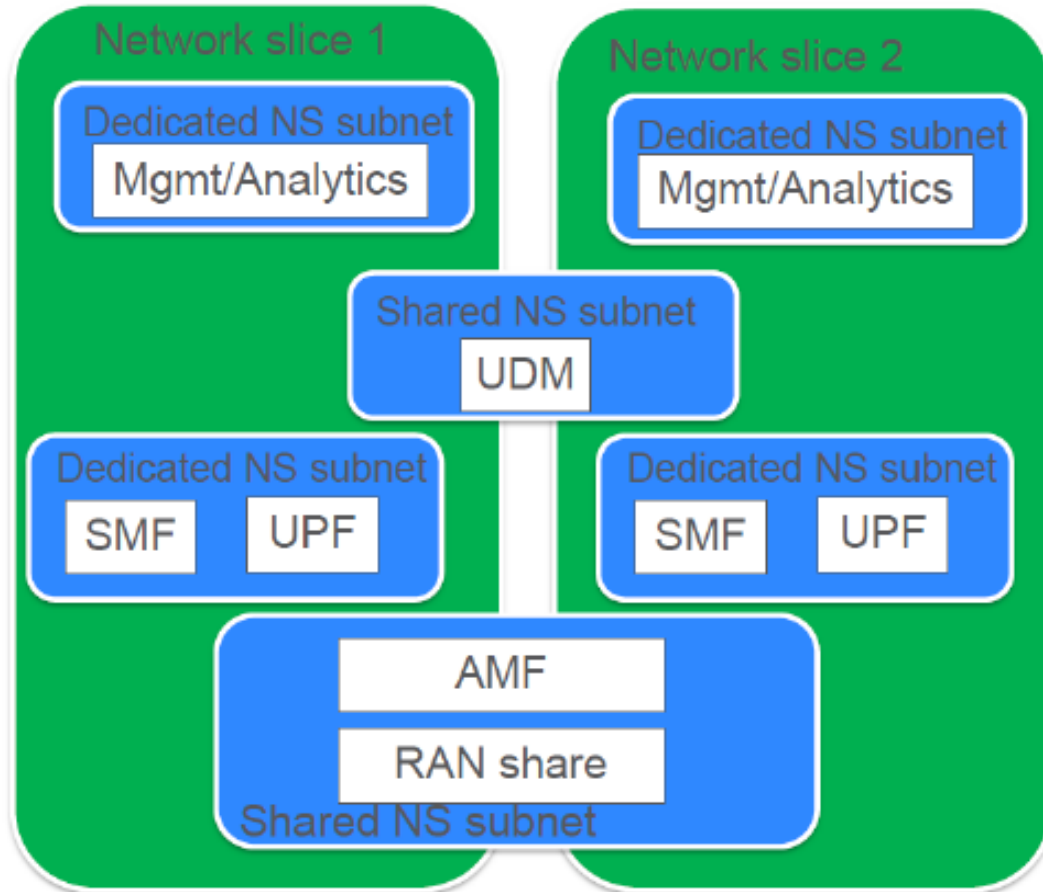 Network slice 1
Network slice 2
Dedicated NS subnet
Mgmt/Analytics
Dedicated NS subnet
Mgmt/Analytics
Shared NS subnet
UDM
Dedicated NS subnet
SMF
UPF
Dedicated NS subnet
SMF
UPF
AMF
RAN share
Shared NS subnet